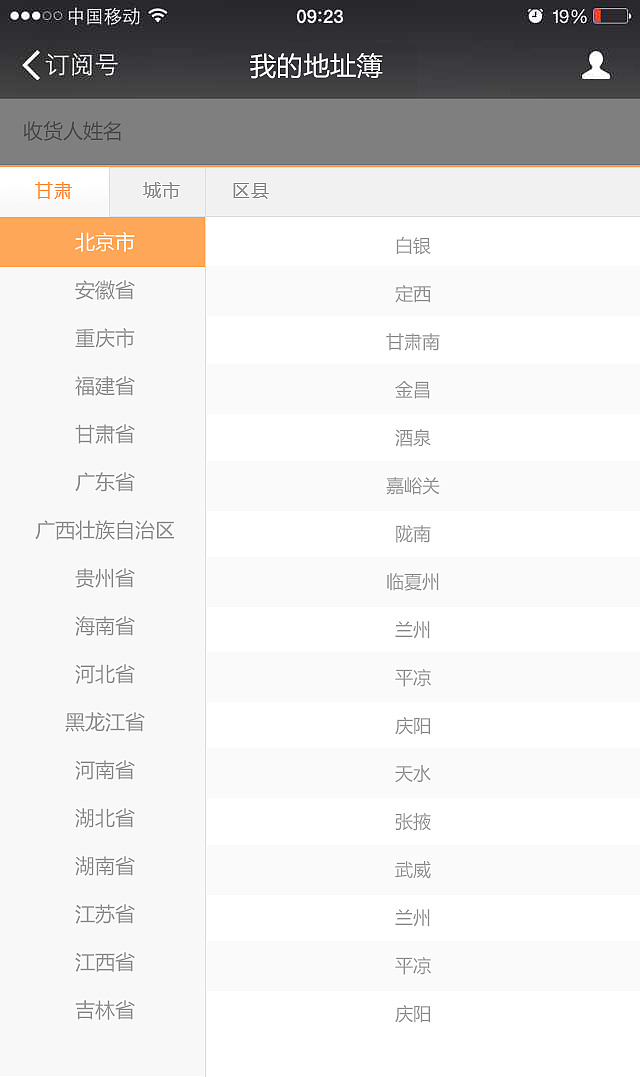 中国移动 09:23 19%
订阅号 我的地址簿
收货人姓名
甘肃 城市 区县
北京市 白银
安徽省 定西
重庆市 甘肃南
福建省 金昌
甘肃省 酒泉
广东省 嘉峪关
广西壮族自治区 陇南
贵州省 临夏州
海南省 兰州
河北省 平凉
黑龙江省 庆阳
河南省 天水
湖北省 张掖
湖南省 武威
江苏省 兰州
江西省 平凉
吉林省 庆阳